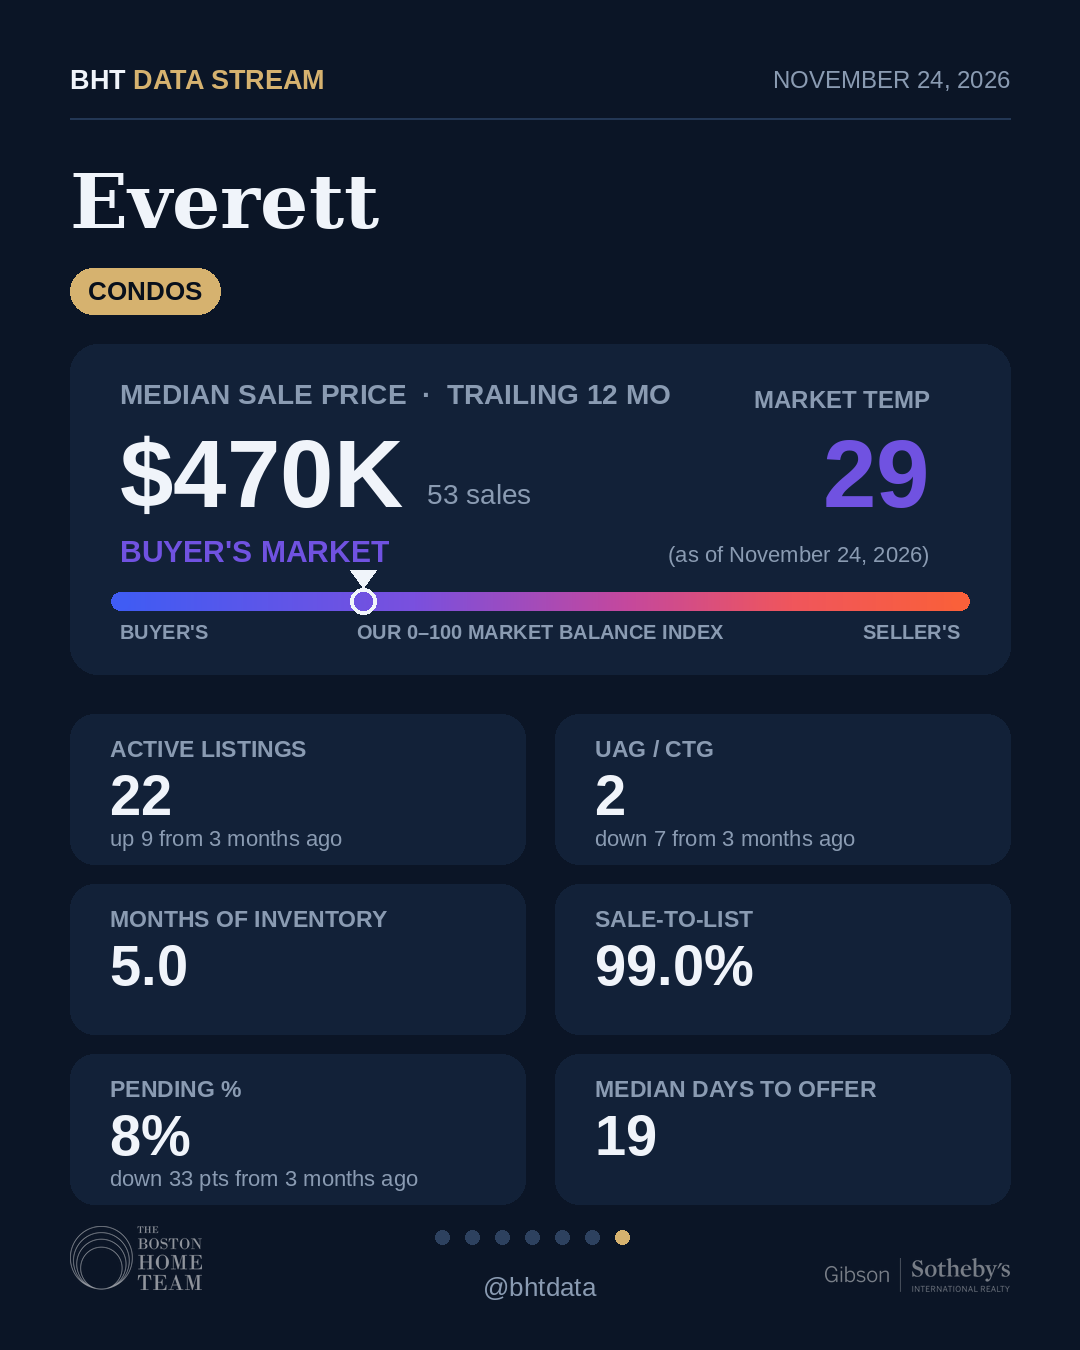 BHT DATA STREAM
NOVEMBER 24, 2026
Everett
CONDOS
MEDIAN SALE PRICE · TRAILING 12 MO
MARKET TEMP
$470K 53 sales
29
BUYER'S MARKET
(as of November 24, 2026)
BUYER'S
OUR 0–100 MARKET BALANCE INDEX
SELLER'S
ACTIVE LISTINGS
22
up 9 from 3 months ago
UAG / CTG
2
down 7 from 3 months ago
MONTHS OF INVENTORY
5.0
SALE-TO-LIST
99.0%
PENDING %
8%
down 33 pts from 3 months ago
MEDIAN DAYS TO OFFER
19
THE
BOSTON
HOME
TEAM
@bhtdata
Gibson
Sotheby's
INTERNATIONAL REALTY